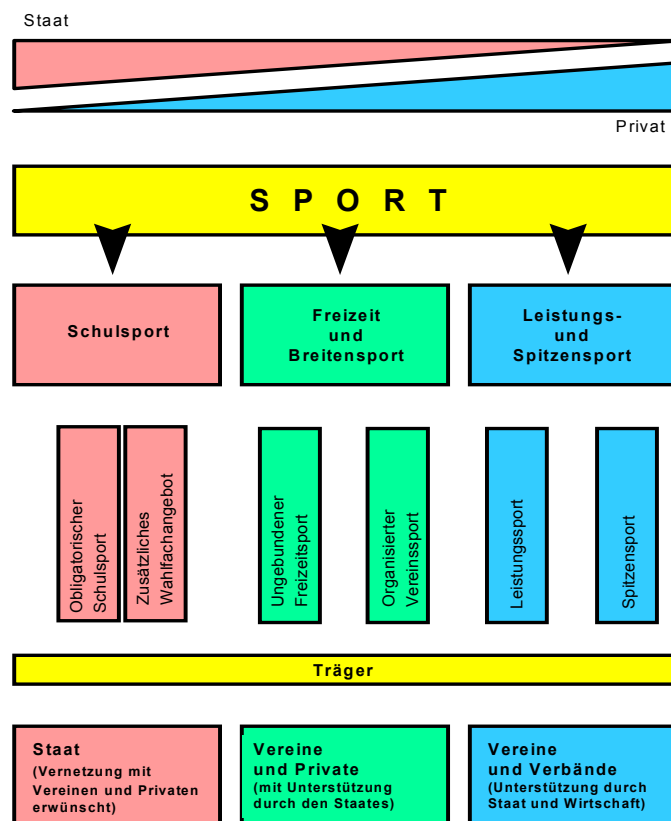 Staat
Privat
S P O R T
Schulsport
Freizeit
und
Breitensport
Leistungs-
und
Spitzensport
Obligatorischer
Schulsport
Zusätzliches
Wahlfachangebot
Ungebundener
Freizeitsport
Organisierter
Vereinssport
Leistungssport
Spitzensport
Träger
Staat
(Vernetzung mit
Vereinen und Privaten
erwünscht)
Vereine
und Private
(mit Unterstützung
durch den Staates)
Vereine
und Verbände
(Unterstützung durch
Staat und Wirtschaft)